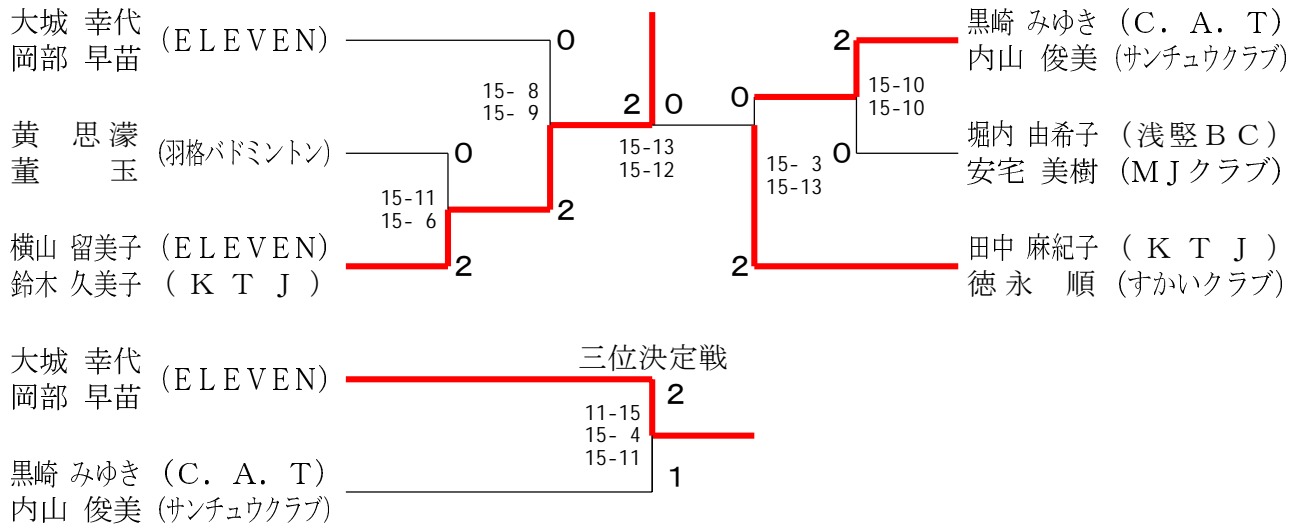 大城 幸代 (ELEVEN)
岡部 早苗
0
15- 8
15- 9
黄 思濛 (羽格バドミントン)
董 玉
0
15-11
15- 6
2
横山 留美子 (ELEVEN)
鈴木 久美子 (KTJ)
2
2 0
15-13
15-12
黒崎 みゆき (C. A. T)
内山 俊美 (サンチュウクラブ)
2
15-10
15-10
0
堀内 由希子 (浅竪BC)
安宅 美樹 (MJクラブ)
0
15- 3
15-13
田中 麻紀子 (KTJ)
徳永 順 (すかいクラブ)
2
三位決定戦
大城 幸代 (ELEVEN)
岡部 早苗
2
11-15
15- 4
15-11
黒崎 みゆき (C. A. T)
内山 俊美 (サンチュウクラブ)
1